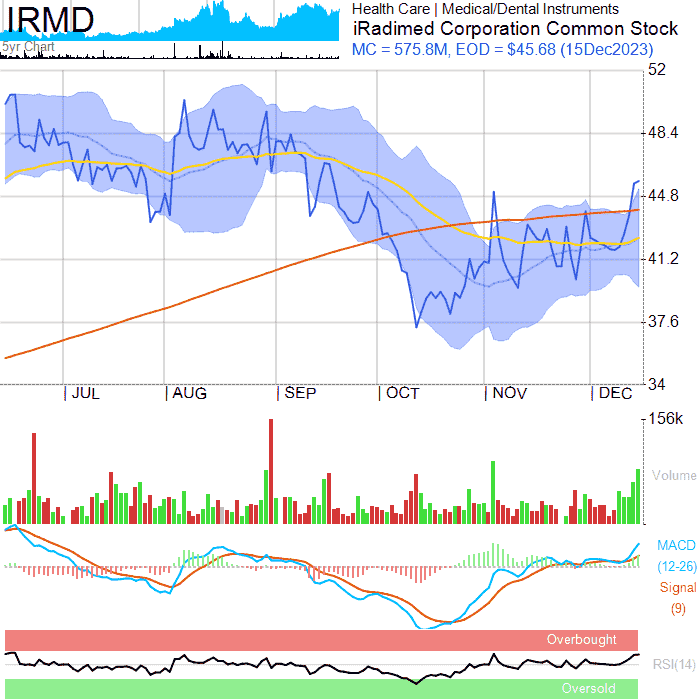 IRMD
5yr Chart
Health Care | Medical/Dental Instruments
iRadimed Corporation Common Stock
MC = 575.8M, EOD = $45.68 (15Dec2023)
52
48.4
44.8
41.2
37.6
34
JUL AUG SEP OCT NOV DEC
156k
Volume
MACD
(12-26)
Signal
(9)
Overbought
RSI(14)
Oversold